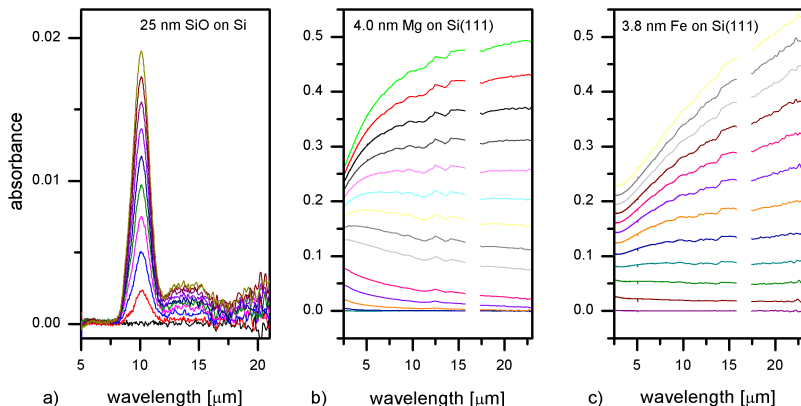 25 nm SiO on Si
4.0 nm Mg on Si(111)
3.8 nm Fe on Si(111)
absorbance
0.02
0.01
0.00
0.5
0.4
0.3
0.2
0.1
0.0
0.5
0.4
0.3
0.2
0.1
0.0
5 10 15 20
5 10 15 20
5 10 15 20
a) wavelength [μm]
b) wavelength [μm]
c) wavelength [μm]